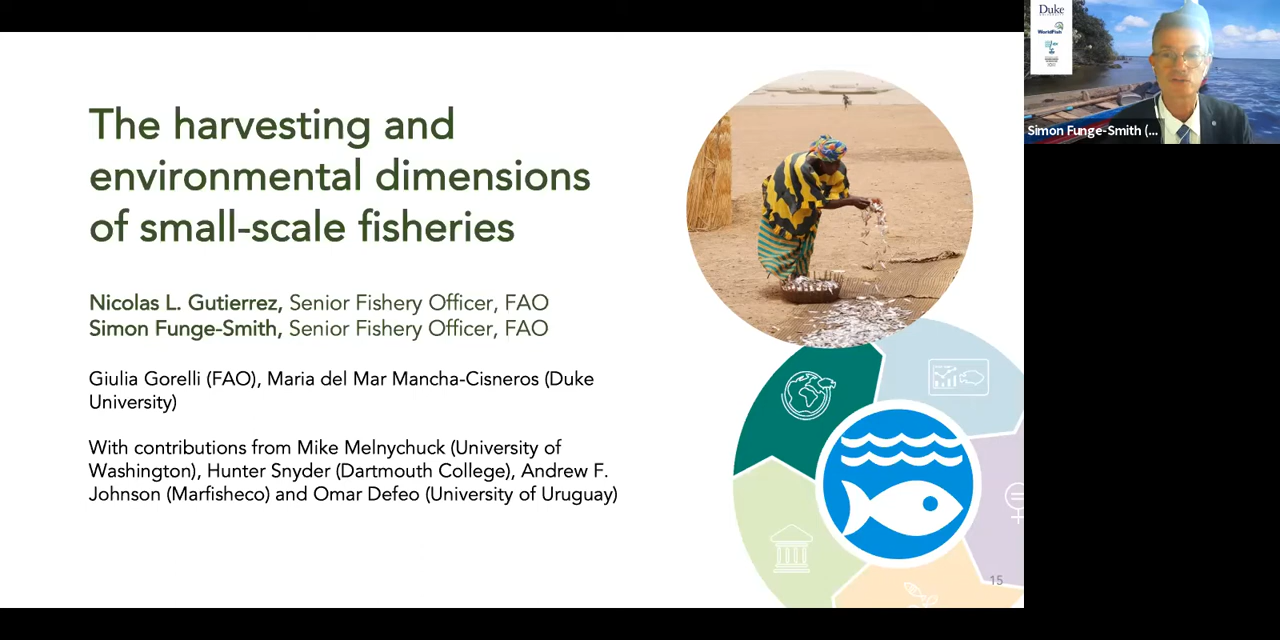 The harvesting and
environmental dimensions
of small-scale fisheries
Nicolas L. Gutierrez, Senior Fishery Officer, FAO
Simon Funge-Smith, Senior Fishery Officer, FAO
Giulia Gorelli (FAO), Maria del Mar Mancha-Cisneros (Duke
University)
With contributions from Mike Melnychuck (University of
Washington), Hunter Snyder (Dartmouth College), Andrew F.
Johnson (Marfisheco) and Omar Defeo (University of Uruguay)
15
Duke
WorldFish
Simon Funge-Smith (...